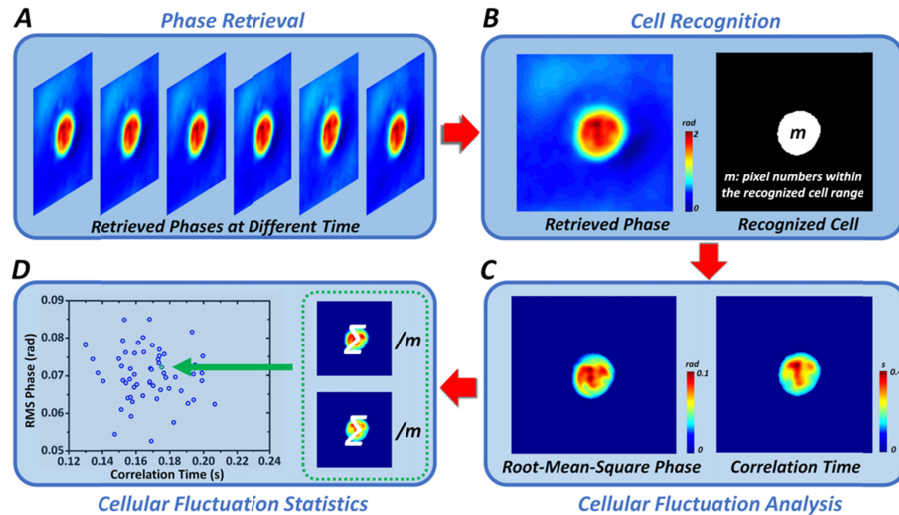 A
Phase Retrieval
Retrieved Phases at Different Time
B
Cell Recognition
rad
2
0
Retrieved Phase
m
m: pixel numbers within
the recognized cell range
Recognized Cell
D
RMS Phase (rad)
0.09
0.08
0.07
0.06
0.05
0.12 0.14 0.16 0.18 0.20 0.22 0.24
Correlation Time (s)
Σ /m
Σ /m
Cellular Fluctuation Statistics
C
rad
0.1
0
Root-Mean-Square Phase
s
0.4
0
Correlation Time
Cellular Fluctuation Analysis